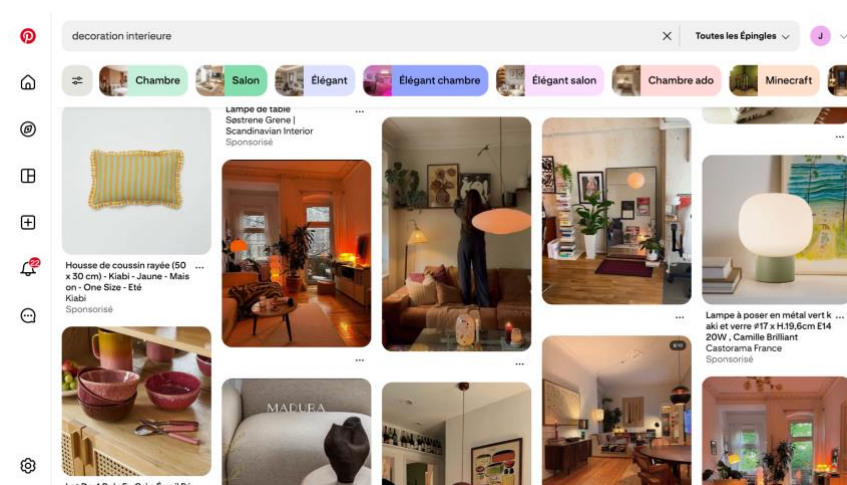 decoration interieure
Toutes les Épingles
J
Chambre
Salon
Élégant
Élégant chambre
Élégant salon
Chambre ado
Minecraft
22
Housse de coussin rayée (50
x 30 cm) - Kiabi - Jaune - Mais
on - One Size - Eté
Kiabi
Sponsorisé
Lampe de table
Søstrene Grene |
Scandinavian Interior
Sponsorisé
MADURA
Lampe à poser en métal vert k
aki et verre #17 x H.19,6cm E14
20W , Camille Brilliant
Castorama France
Sponsorisé